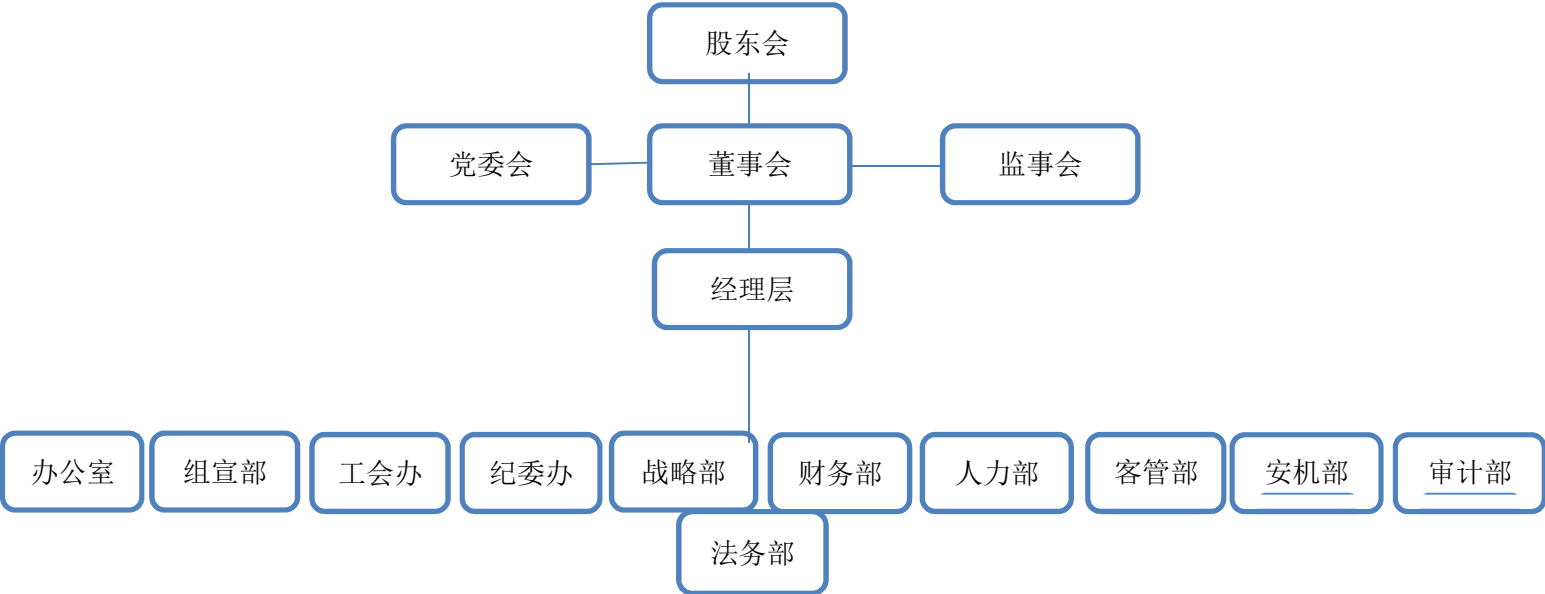 股东会
党委会
董事会
监事会
经理层
办公室
组宣部
工会办
纪委办
战略部
财务部
人力部
客管部
安机部
审计部
法务部